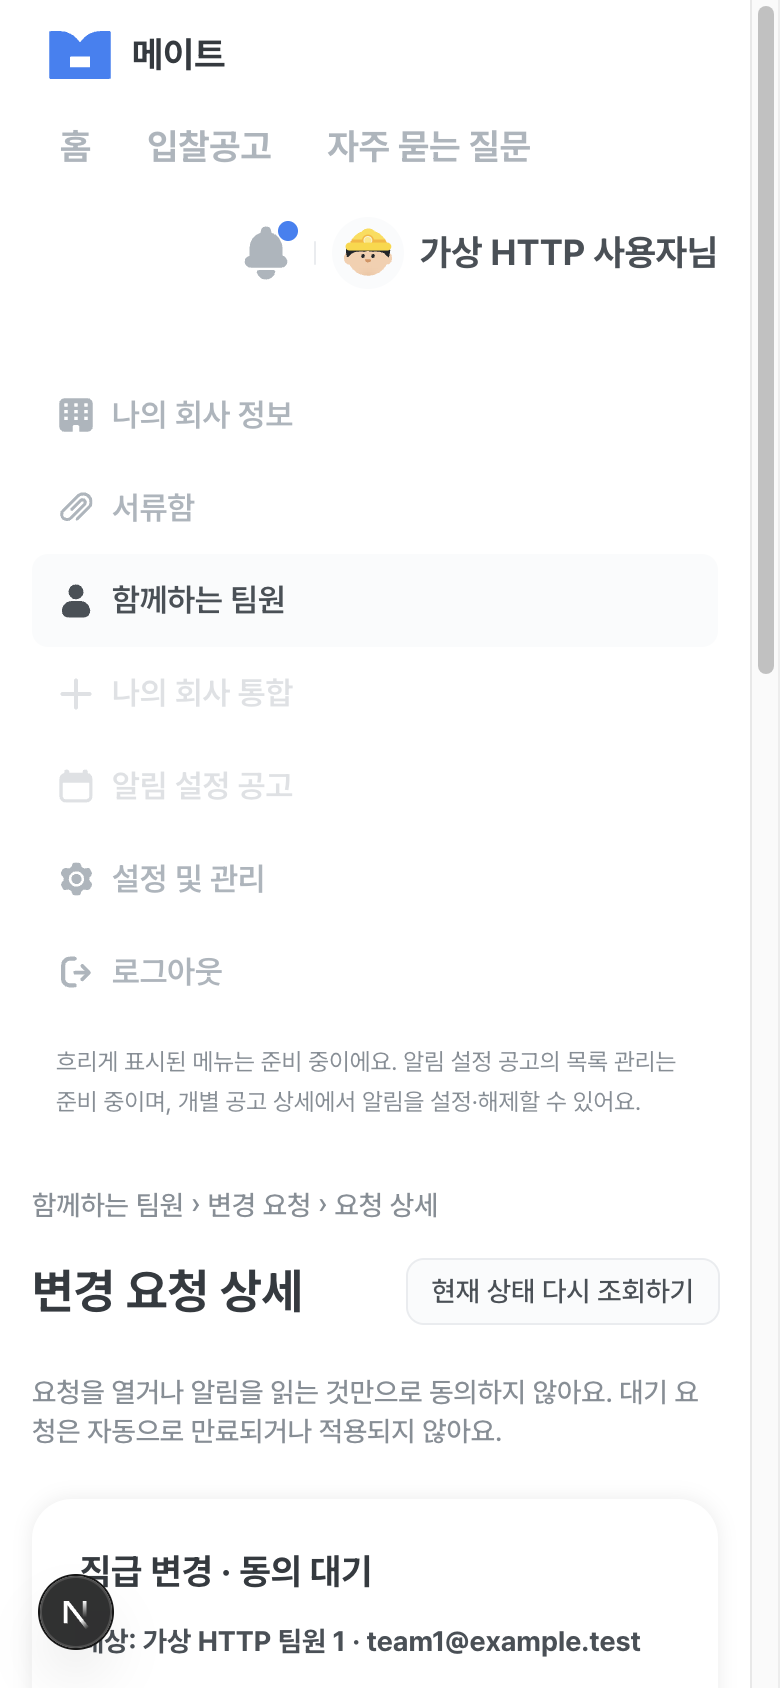 메이트
홈 입찰공고 자주 묻는 질문
가상 HTTP 사용자님
나의 회사 정보
서류함
함께하는 팀원
나의 회사 통합
알림 설정 공고
설정 및 관리
로그아웃
흐리게 표시된 메뉴는 준비 중이에요. 알림 설정 공고의 목록 관리는
준비 중이며, 개별 공고 상세에서 알림을 설정·해제할 수 있어요.
함께하는 팀원 › 변경 요청 › 요청 상세
변경 요청 상세
현재 상태 다시 조회하기
요청을 열거나 알림을 읽는 것만으로 동의하지 않아요. 대기 요
청은 자동으로 만료되거나 적용되지 않아요.
직급 변경 · 동의 대기
N
가상 HTTP 팀원 1 · team1@example.test